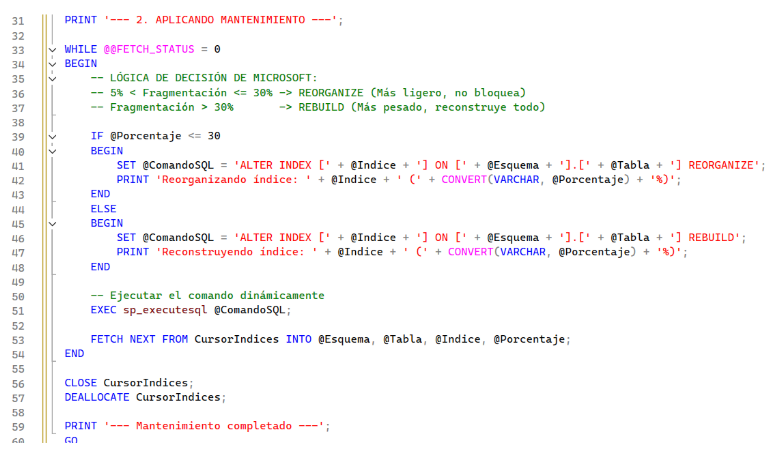 31 PRINT '--- 2. APLICANDO MANTENIMIENTO ---';
32
33 WHILE @@FETCH_STATUS = 0
34 BEGIN
35     -- LÓGICA DE DECISIÓN DE MICROSOFT:
36     -- 5% < Fragmentación <= 30% -> REORGANIZE (Más ligero, no bloquea)
37     -- Fragmentación > 30%       -> REBUILD (Más pesado, reconstruye todo)
38
39     IF @Porcentaje <= 30
40     BEGIN
41         SET @ComandoSQL = 'ALTER INDEX [' + @Indice + '] ON [' + @Esquema + '].[' + @Tabla + '] REORGANIZE';
42         PRINT 'Reorganizando índice: ' + @Indice + ' (' + CONVERT(VARCHAR, @Porcentaje) + '%)';
43     END
44     ELSE
45     BEGIN
46         SET @ComandoSQL = 'ALTER INDEX [' + @Indice + '] ON [' + @Esquema + '].[' + @Tabla + '] REBUILD';
47         PRINT 'Reconstruyendo índice: ' + @Indice + ' (' + CONVERT(VARCHAR, @Porcentaje) + '%)';
48     END
49
50     -- Ejecutar el comando dinámicamente
51     EXEC sp_executesql @ComandoSQL;
52
53     FETCH NEXT FROM CursorIndices INTO @Esquema, @Tabla, @Indice, @Porcentaje;
54 END
55
56 CLOSE CursorIndices;
57 DEALLOCATE CursorIndices;
58
59 PRINT '--- Mantenimiento completado ---';
60 GO